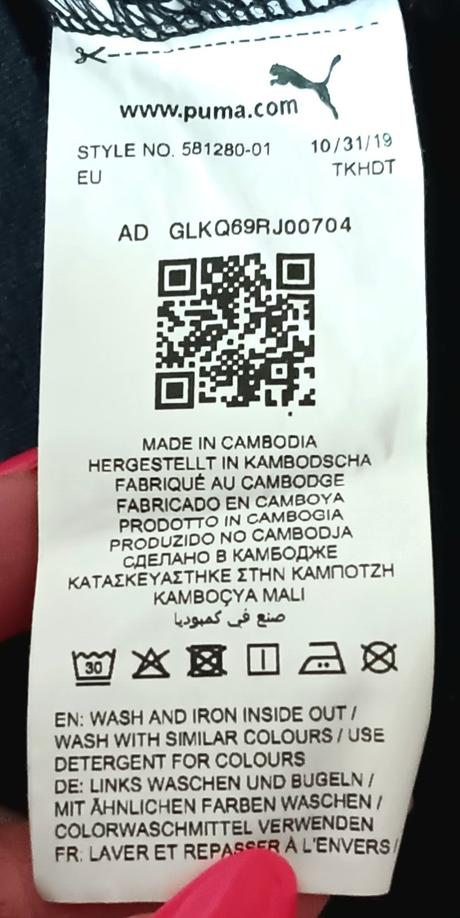 www.puma.com
STYLE NO. 581280-01 10/31/19
EU TKHDT
AD GLKQ69RJ00704
MADE IN CAMBODIA
HERGESTELLT IN KAMBODSCHA
FABRIQUÉ AU CAMBODGE
FABRICADO EN CAMBOYA
PRODOTTO IN CAMBOGIA
PRODUZIDO NO CAMBODJA
СДЕЛАНО В КАМБОДЖЕ
ΚΑΤΑΣΚΕΥΑΣΤΗΚΕ ΣΤΗΝ ΚΑΜΠΟΤΖΗ
KAMBOÇYA MALI
صنع في كمبوديا
30
EN: WASH AND IRON INSIDE OUT /
WASH WITH SIMILAR COLOURS / USE
DETERGENT FOR COLOURS
DE: LINKS WASCHEN UND BUGELN /
MIT ÄHNLICHEN FARBEN WASCHEN /
COLORWASCHMITTEL VERWENDEN
FR: LAVER ET REPASSER À L'ENVERS /